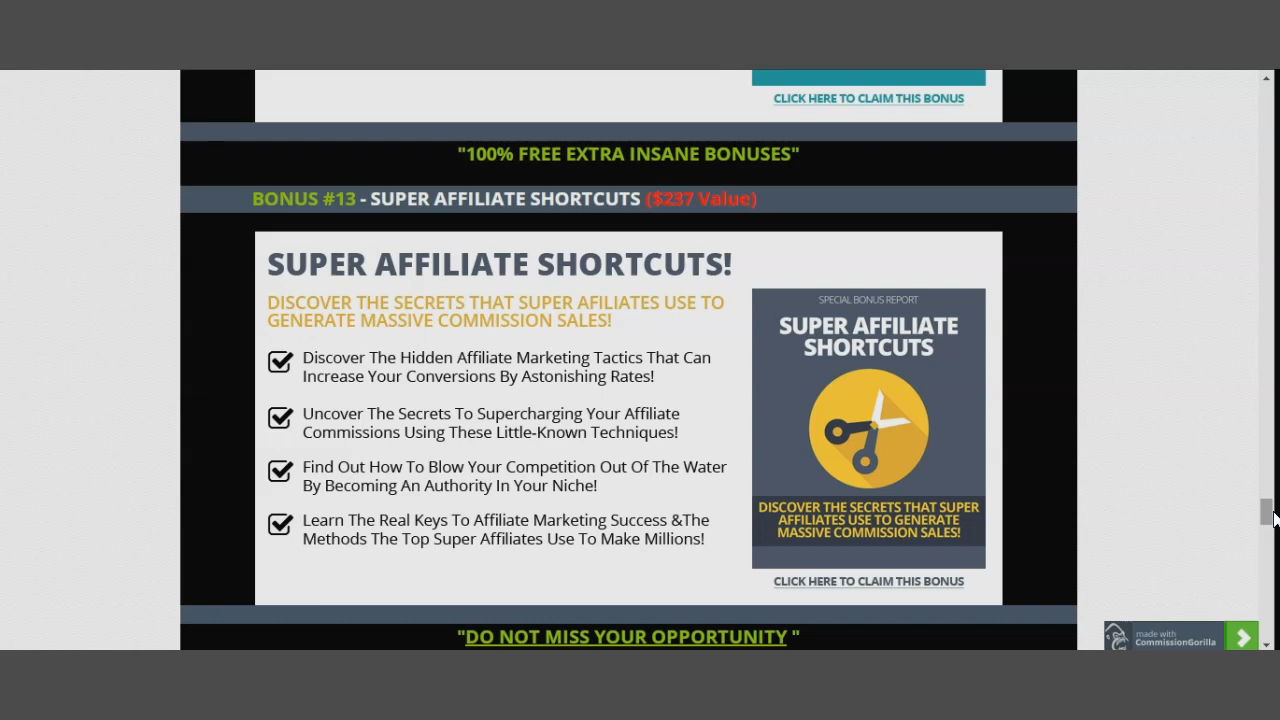 CLICK HERE TO CLAIM THIS BONUS
"100% FREE EXTRA INSANE BONUSES"
BONUS #13 - SUPER AFFILIATE SHORTCUTS ($237 Value)
SUPER AFFILIATE SHORTCUTS!
DISCOVER THE SECRETS THAT SUPER AFILIATES USE TO
GENERATE MASSIVE COMMISSION SALES!
Discover The Hidden Affiliate Marketing Tactics That Can
Increase Your Conversions By Astonishing Rates!
Uncover The Secrets To Supercharging Your Affiliate
Commissions Using These Little-Known Techniques!
Find Out How To Blow Your Competition Out Of The Water
By Becoming An Authority In Your Niche!
Learn The Real Keys To Affiliate Marketing Success &The
Methods The Top Super Affiliates Use To Make Millions!
SPECIAL BONUS REPORT
SUPER AFFILIATE
SHORTCUTS
DISCOVER THE SECRETS THAT SUPER
AFFILIATES USE TO GENERATE
MASSIVE COMMISSION SALES!
CLICK HERE TO CLAIM THIS BONUS
"DO NOT MISS YOUR OPPORTUNITY "
made with
CommissionGorilla